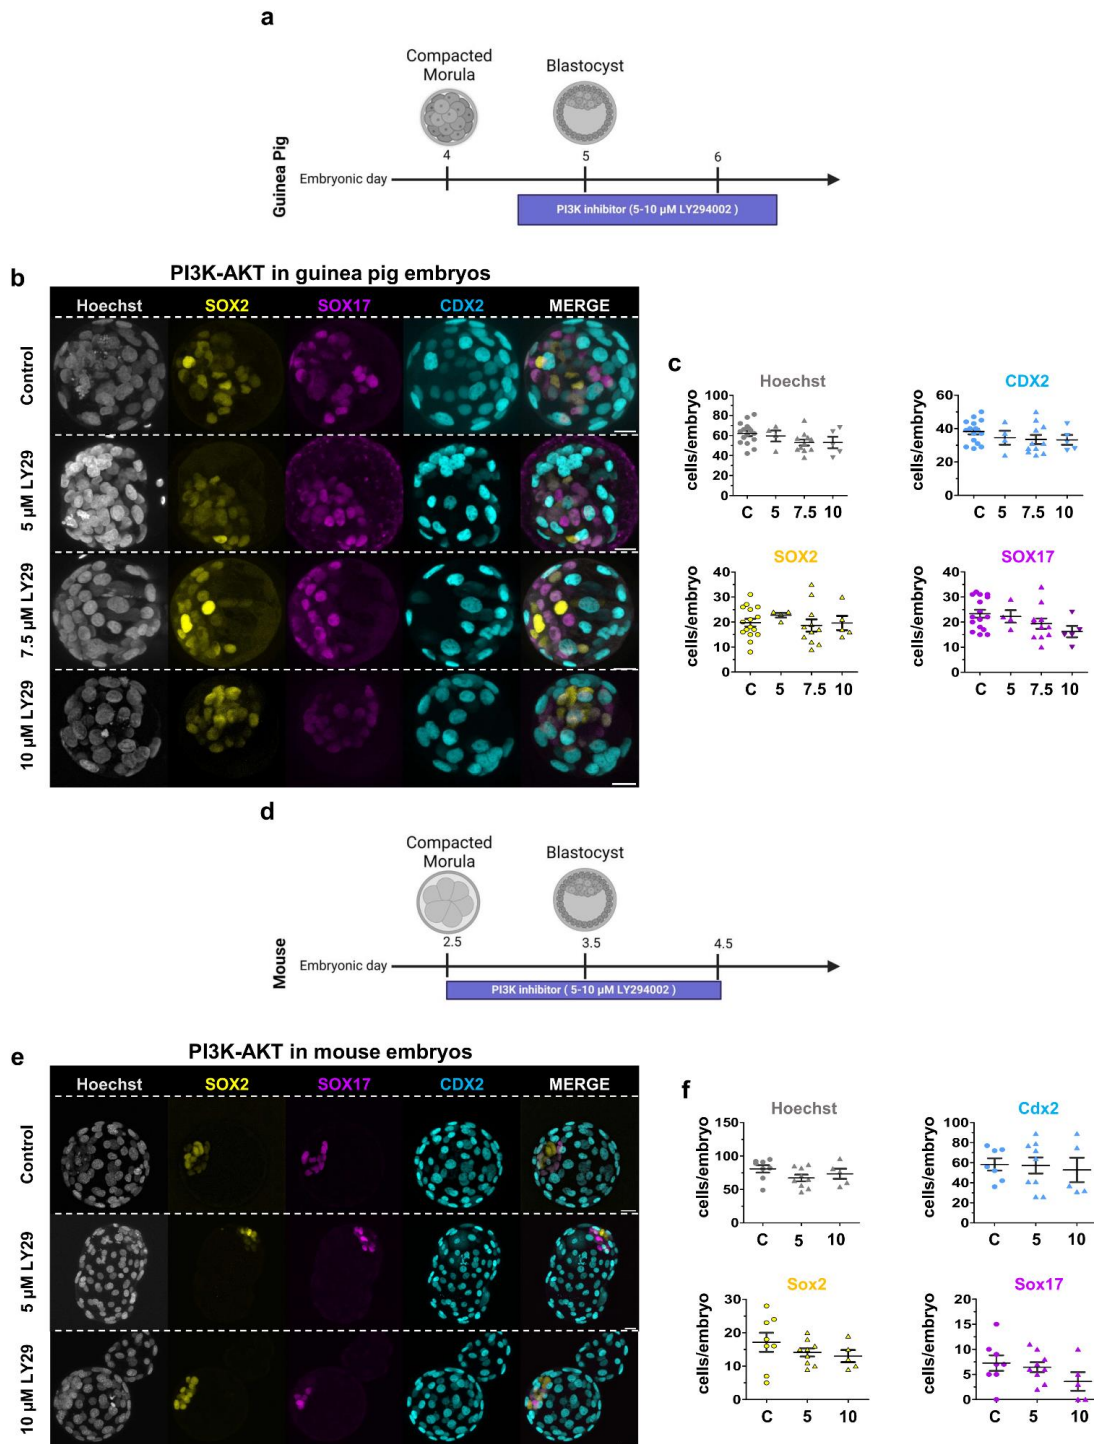 a
Compacted
Morula
Blastocyst
4
5
6
Guinea Pig
Embryonic day
PI3K inhibitor (5-10 µM LY294002 )
b
PI3K-AKT in guinea pig embryos
Hoechst
SOX2
SOX17
CDX2
MERGE
Control
5 µM LY29
7.5 µM LY29
10 µM LY29
c
Hoechst
cells/embryo
100
80
60
40
20
0
C 5 7.5 10
CDX2
cells/embryo
60
40
20
0
C 5 7.5 10
SOX2
cells/embryo
40
30
20
10
0
C 5 7.5 10
SOX17
cells/embryo
40
30
20
10
0
C 5 7.5 10
d
Compacted
Morula
Blastocyst
2.5
3.5
4.5
Mouse
Embryonic day
PI3K inhibitor ( 5-10 µM LY294002 )
e
PI3K-AKT in mouse embryos
Hoechst
SOX2
SOX17
CDX2
MERGE
Control
5 µM LY29
10 µM LY29
f
Hoechst
cells/embryo
150
100
50
0
C 5 10
Cdx2
cells/embryo
100
80
60
40
20
0
C 5 10
Sox2
cells/embryo
30
20
10
0
C 5 10
Sox17
cells/embryo
20
15
10
5
0
C 5 10